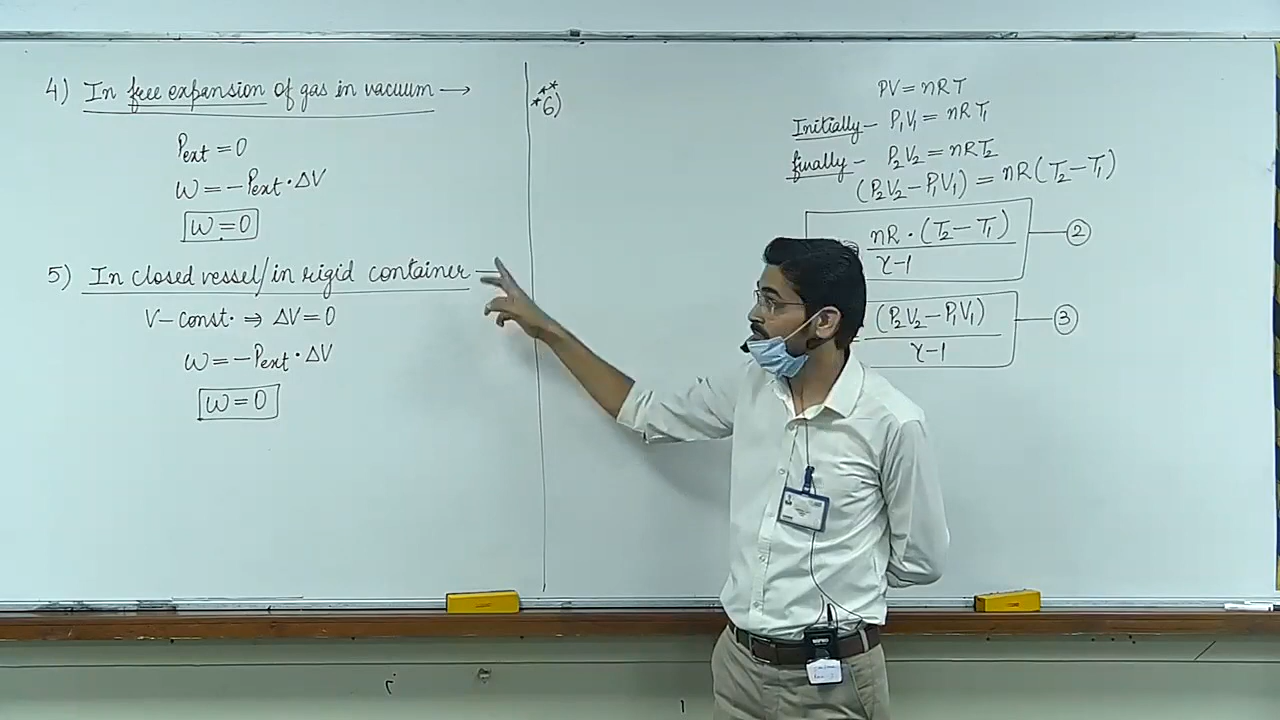 4) In free expansion of gas in vacuum →
Pext = 0
W = -Pext · ΔV
W = 0
5) In closed vessel/in rigid container —
V - const. ⇒ ΔV = 0
W = -Pext · ΔV
W = 0
*** 6)
PV = nRT
Initially - P₁V₁ = nRT₁
finally - P₂V₂ = nRT₂
(P₂V₂ - P₁V₁) = nR(T₂ - T₁)
nR · (T₂ - T₁) / γ-1 — ②
(P₂V₂ - P₁V₁) / γ-1 — ③